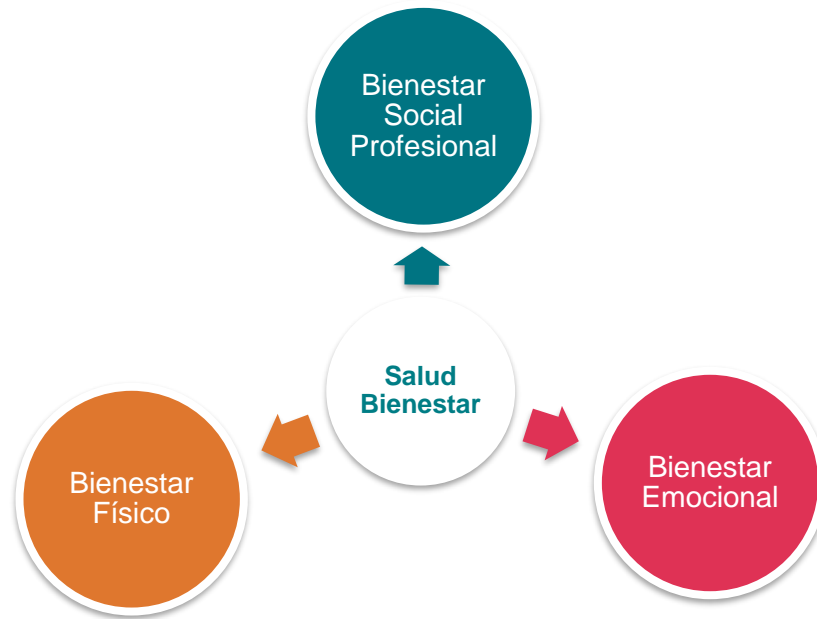 Bienestar
Social
Profesional
Salud
Bienestar
Bienestar
Físico
Bienestar
Emocional